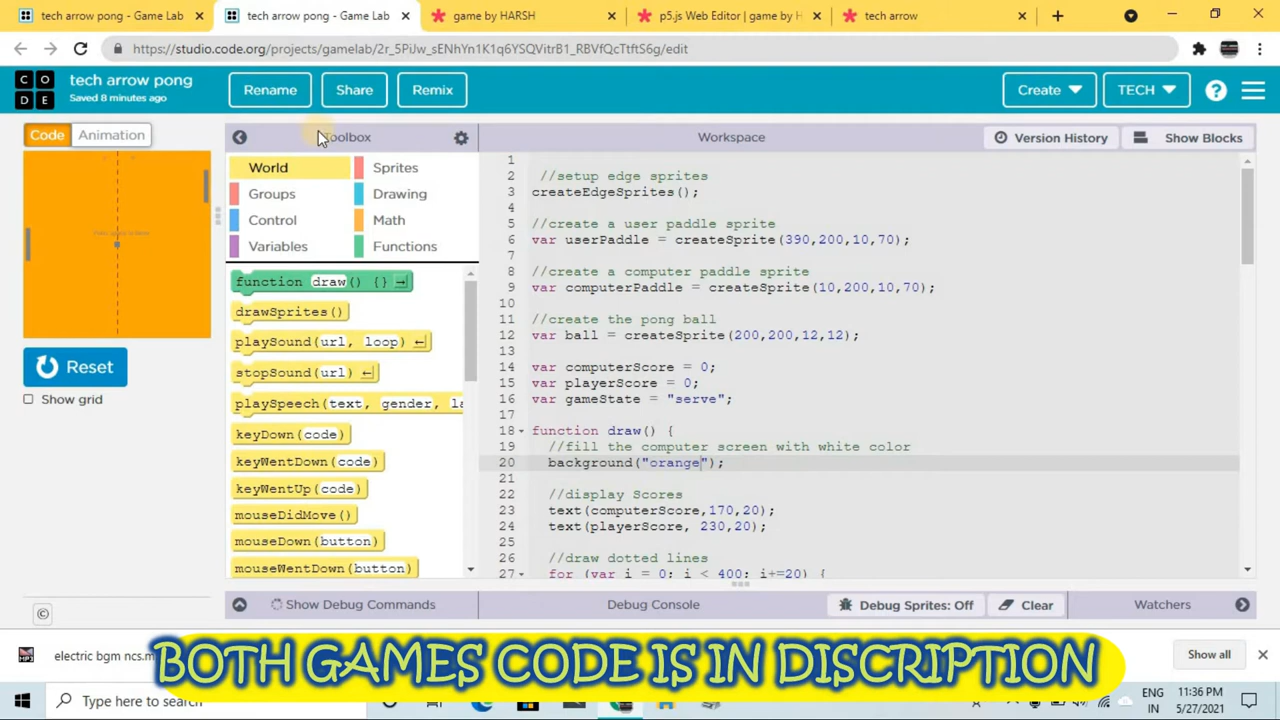 tech arrow pong - Game Lab
tech arrow pong - Game Lab
game by HARSH
p5.js Web Editor | game by H
tech arrow
https://studio.code.org/projects/gamelab/2r_5PiJw_sENhYn1K1q6YSQVitrB1_RBVfQcTtftS6g/edit
C O
D E
tech arrow pong
Saved 8 minutes ago
Rename
Share
Remix
Create
TECH
?
Code
Animation
Toolbox
Workspace
Version History
Show Blocks
World
Sprites
Groups
Drawing
Control
Math
Variables
Functions
function draw() {}
drawSprites()
playSound(url, loop)
stopSound(url)
playSpeech(text, gender, la
keyDown(code)
keyWentDown(code)
keyWentUp(code)
mouseDidMove()
mouseDown(button)
mouseWentDown(button)
Reset
Show grid
1
2 //setup edge sprites
3 createEdgeSprites();
4
5 //create a user paddle sprite
6 var userPaddle = createSprite(390,200,10,70);
7
8 //create a computer paddle sprite
9 var computerPaddle = createSprite(10,200,10,70);
10
11 //create the pong ball
12 var ball = createSprite(200,200,12,12);
13
14 var computerScore = 0;
15 var playerScore = 0;
16 var gameState = "serve";
17
18 function draw() {
19 //fill the computer screen with white color
20 background("orange");
21
22 //display Scores
23 text(computerScore,170,20);
24 text(playerScore, 230,20);
25
26 //draw dotted lines
27 for (var i = 0; i < 400; i+=20) {
©
Show Debug Commands
Debug Console
Debug Sprites: Off
Clear
Watchers
electric bgm ncs.m
Show all
BOTH GAMES CODE IS IN DISCRIPTION
Type here to search
ENG
IN
11:36 PM
5/27/2021